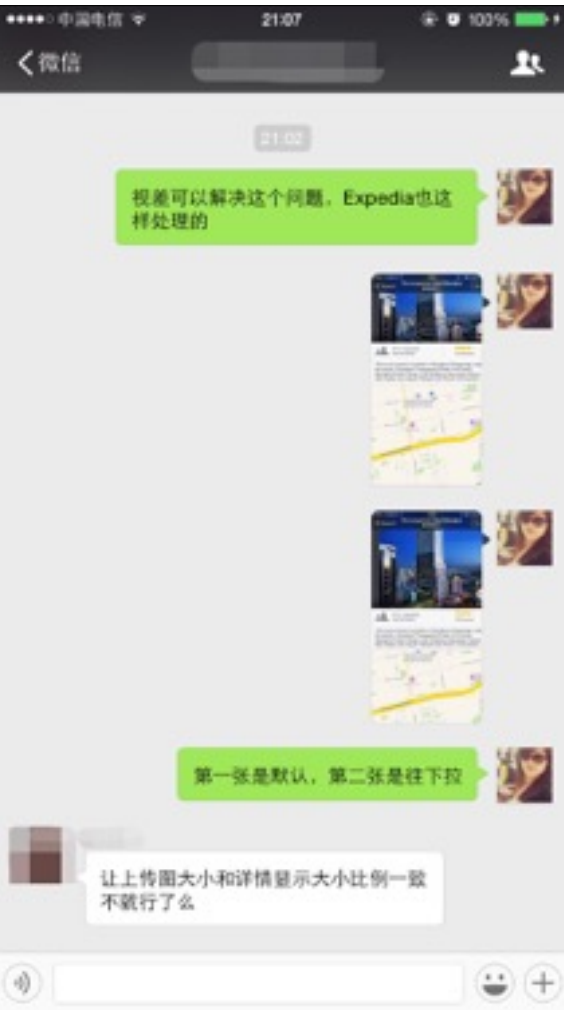 中国电信
21:07
100%
微信
21:02
视差可以解决这个问题，Expedia也这
样处理的
第一张是默认，第二张是往下拉
让上传图大小和详情显示大小比例一致
不就行了么